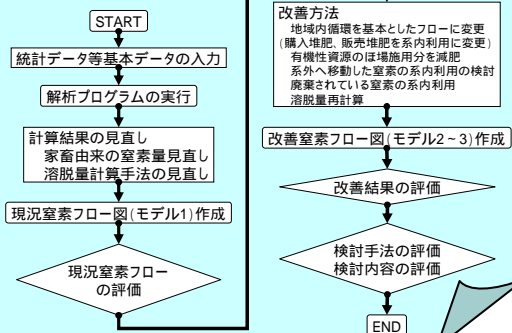 START
統計データ等基本データの入力
解析プログラムの実行
計算結果の見直し
家畜由来の窒素量見直し
溶脱量計算手法の見直し
現況窒素フロー図(モデル1)作成
現況窒素フロー
の評価
改善方法
地域内循環を基本としたフローに変更
(購入堆肥、販売堆肥を系内利用に変更)
有機性資源のほ場施用分を減肥
系外へ移動した窒素の系内利用の検討
廃棄されている窒素の系内利用
溶脱量再計算
改善窒素フロー図(モデル2~3)作成
改善結果の評価
検討手法の評価
検討内容の評価
END